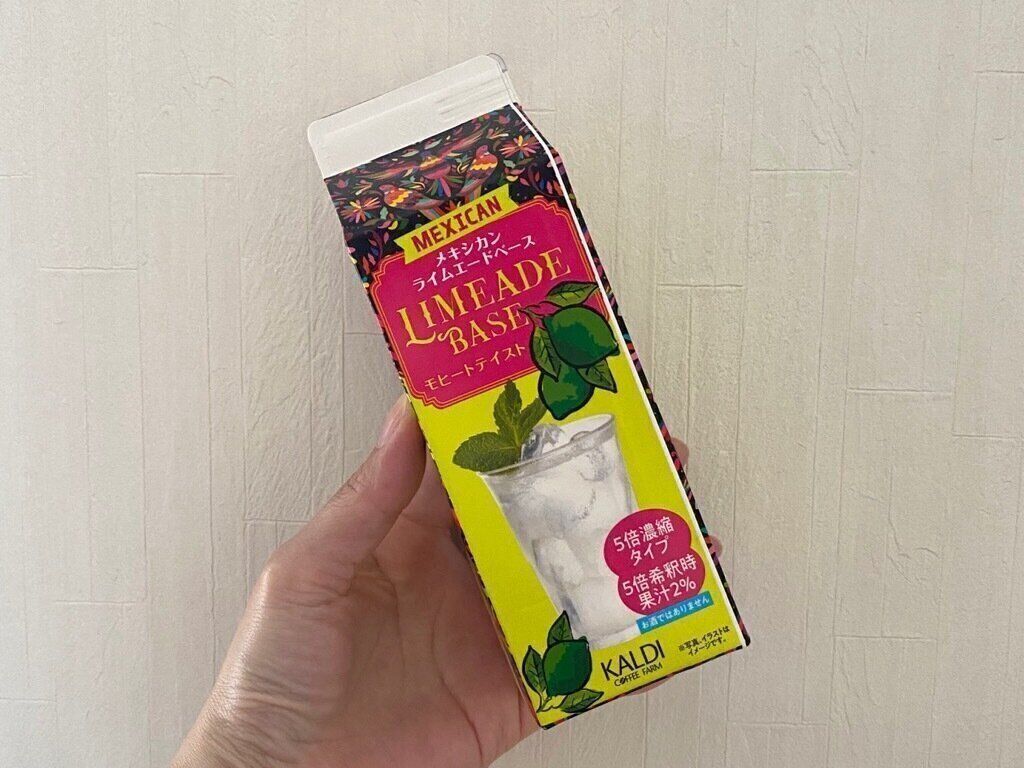 MEXICAN
メキシカン
ライムエードベース
LIMEADE
BASE
モヒートテイスト
5倍濃縮
タイプ
5倍希釈時
果汁2%
お酒ではありません
※写真、イラストは
イメージです。
KALDI
COFFEE FARM